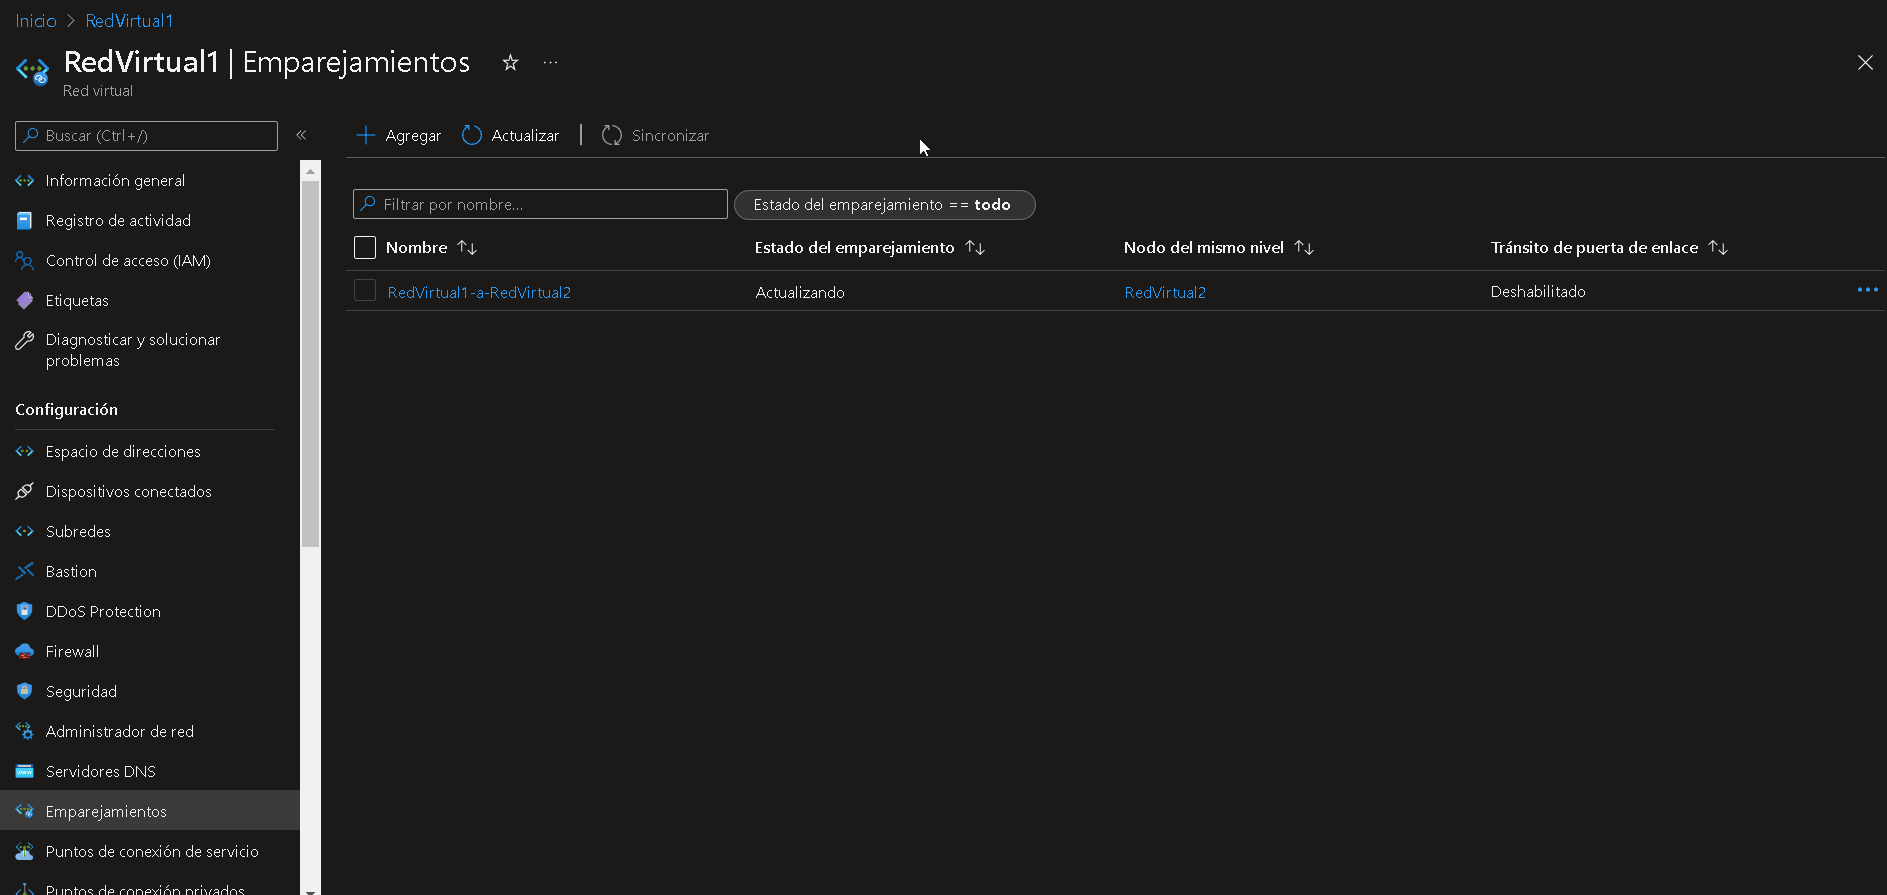 Inicio > RedVirtual1
RedVirtual1 | Emparejamientos
Red virtual
Buscar (Ctrl+/)
«
Agregar
Actualizar
Sincronizar
Información general
Registro de actividad
Control de acceso (IAM)
Etiquetas
Diagnosticar y solucionar
problemas
Configuración
Espacio de direcciones
Dispositivos conectados
Subredes
Bastion
DDoS Protection
Firewall
Seguridad
Administrador de red
Servidores DNS
Emparejamientos
Puntos de conexión de servicio
Puntos de conexión privados
Filtrar por nombre...
Estado del emparejamiento == todo
Nombre ↑↓ Estado del emparejamiento ↑↓ Nodo del mismo nivel ↑↓ Tránsito de puerta de enlace ↑↓
RedVirtual1-a-RedVirtual2 Actualizando RedVirtual2 Deshabilitado